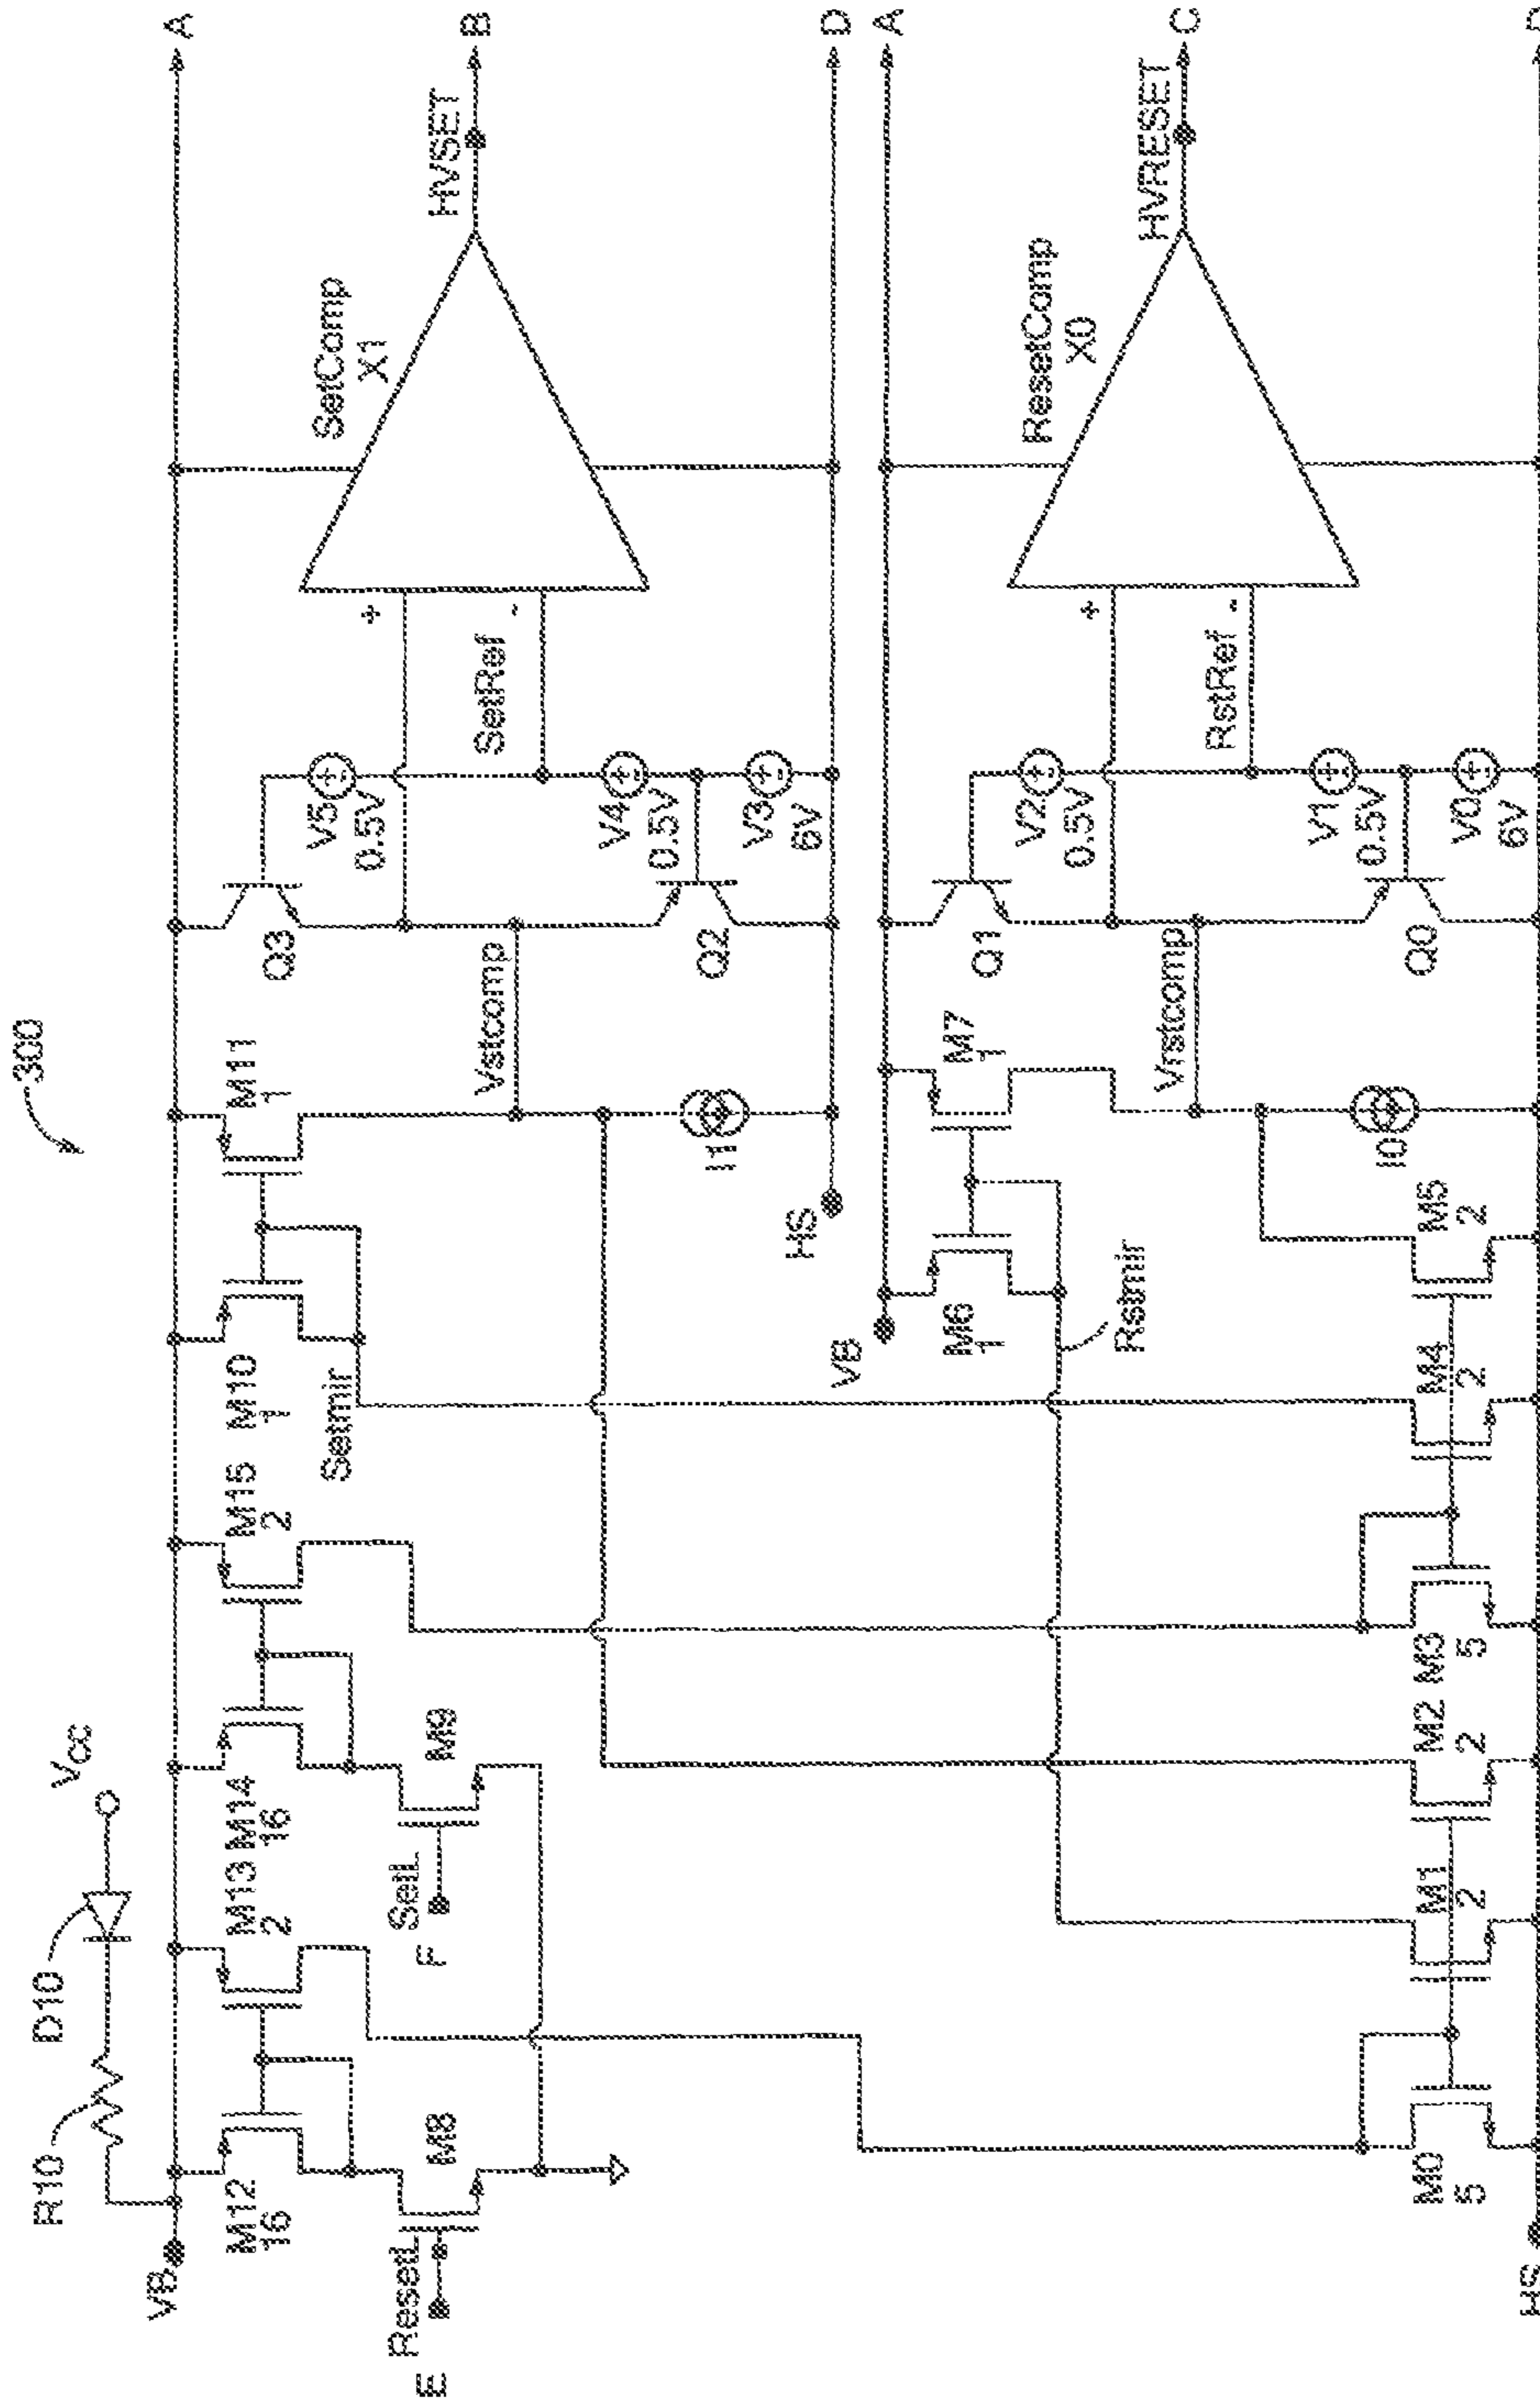 300
R10
D10
Vcc
VB
M12
16
M13
2
M14
16
M15
2
M10
1
M11
1
A
ResetL
E
M8
SetL
F
M9
Setmir
Vstcomp
I1
HS
Q3
Q2
V5
0.5V
V4
0.5V
V3
6V
+
SetRef
-
SetComp
X1
HVSET
B
D
VB
M6
1
M7
1
Rstmir
Vrstcomp
I0
Q1
Q0
V2
0.5V
V1
0.5V
V0
6V
+
RstRef
-
ResetComp
X0
A
HVRESET
C
M0
5
M1
2
M2
2
M3
5
M4
2
M5
2
HS
D